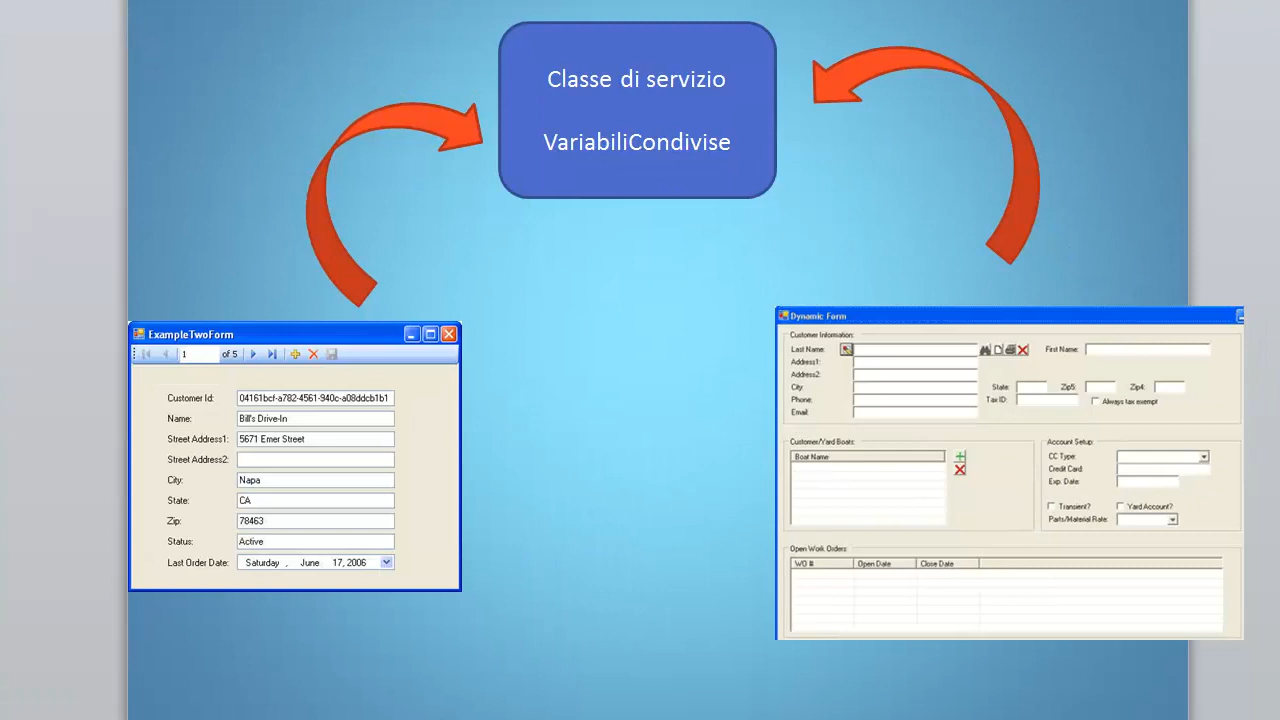 Classe di servizio
VariabiliCondivise
ExampleTwoForm
1 of 5
Customer Id: 04161bcf-a782-4561-940c-a08ddcb1b1
Name: Bill's Drive-In
Street Address1: 5671 Emer Street
Street Address2:
City: Napa
State: CA
Zip: 78463
Status: Active
Last Order Date: Saturday , June 17, 2006
Dynamic Form
Customer Information:
Last Name: First Name:
Address1:
Address2:
City: State: Zip5: Zip4:
Phone: Tax ID: Always tax exempt
Email:
Customer/Yard Boats:
Boat Name
Account Setup:
CC Type:
Credit Card:
Exp. Date:
Transient? Yard Account?
Parts/Material Rate:
Open Work Orders:
WO # Open Date Close Date